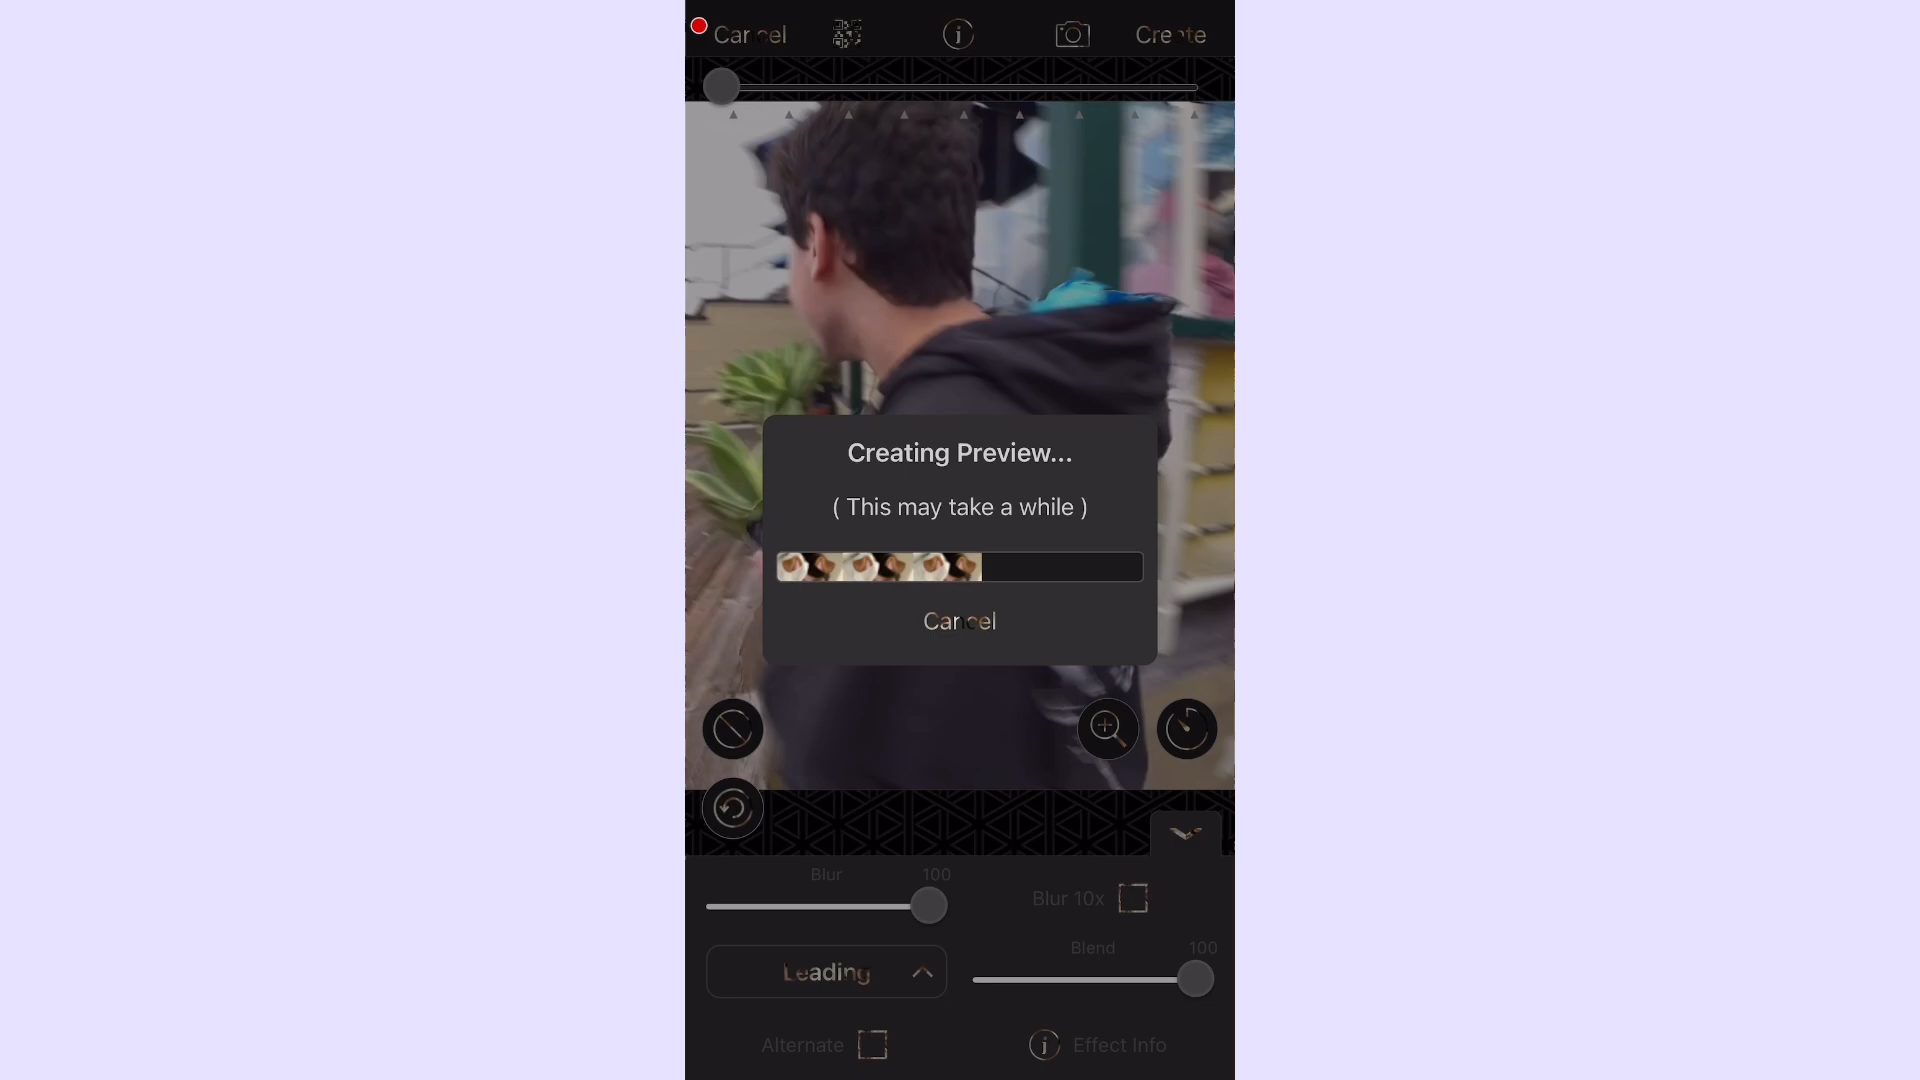 Cancel
Create
Creating Preview...
( This may take a while )
Cancel
Blur 100
Blur 10x
Blend 100
Leading
Alternate
Effect Info